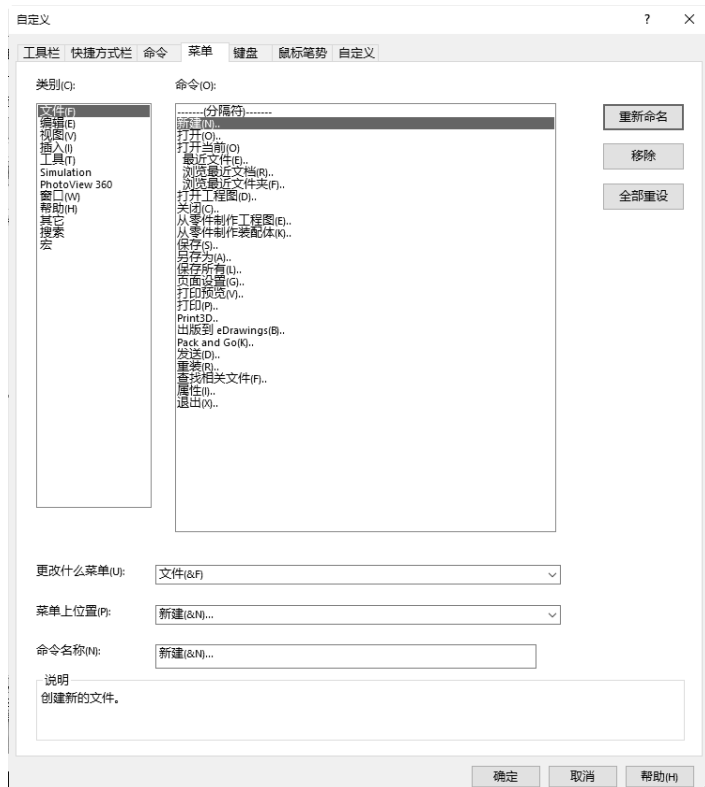 自定义
? ×
工具栏 快捷方式栏 命令 菜单 键盘 鼠标笔势 自定义
类别(C):
文件(F)
编辑(E)
视图(V)
插入(I)
工具(T)
Simulation
PhotoView 360
窗口(W)
帮助(H)
其它
搜索
宏
命令(O):
-------(分隔符)-------
新建(N)..
打开(O)..
打开当前(O)
最近文件(E)..
浏览最近文档(R)..
浏览最近文件夹(F)..
打开工程图(D)..
关闭(C)..
从零件制作工程图(E)..
从零件制作装配体(K)..
保存(S)..
另存为(A)..
保存所有(L)..
页面设置(G)..
打印预览(V)..
打印(P)..
Print3D..
出版到 eDrawings(B)..
Pack and Go(K)..
发送(D)..
重装(R)..
查找相关文件(F)..
属性(I)..
退出(X)..
重新命名
移除
全部重设
更改什么菜单(U): 文件(&F)
菜单上位置(P): 新建(&N)...
命令名称(N): 新建(&N)...
说明
创建新的文件。
确定 取消 帮助(H)